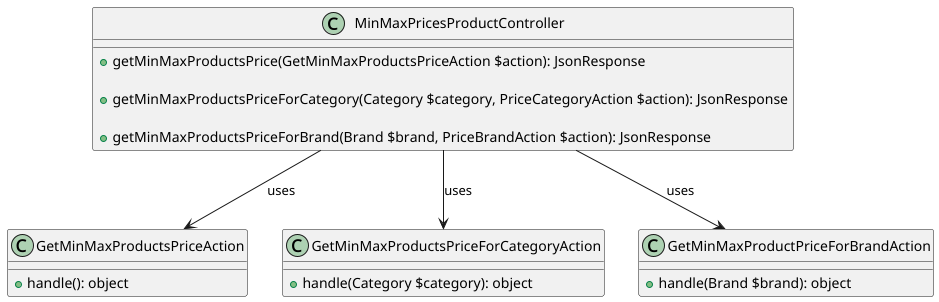 C MinMaxPricesProductController
getMinMaxProductsPrice(GetMinMaxProductsPriceAction $action): JsonResponse
getMinMaxProductsPriceForCategory(Category $category, PriceCategoryAction $action): JsonResponse
getMinMaxProductsPriceForBrand(Brand $brand, PriceBrandAction $action): JsonResponse
uses
uses
uses
C GetMinMaxProductsPriceAction
handle(): object
C GetMinMaxProductsPriceForCategoryAction
handle(Category $category): object
C GetMinMaxProductPriceForBrandAction
handle(Brand $brand): object